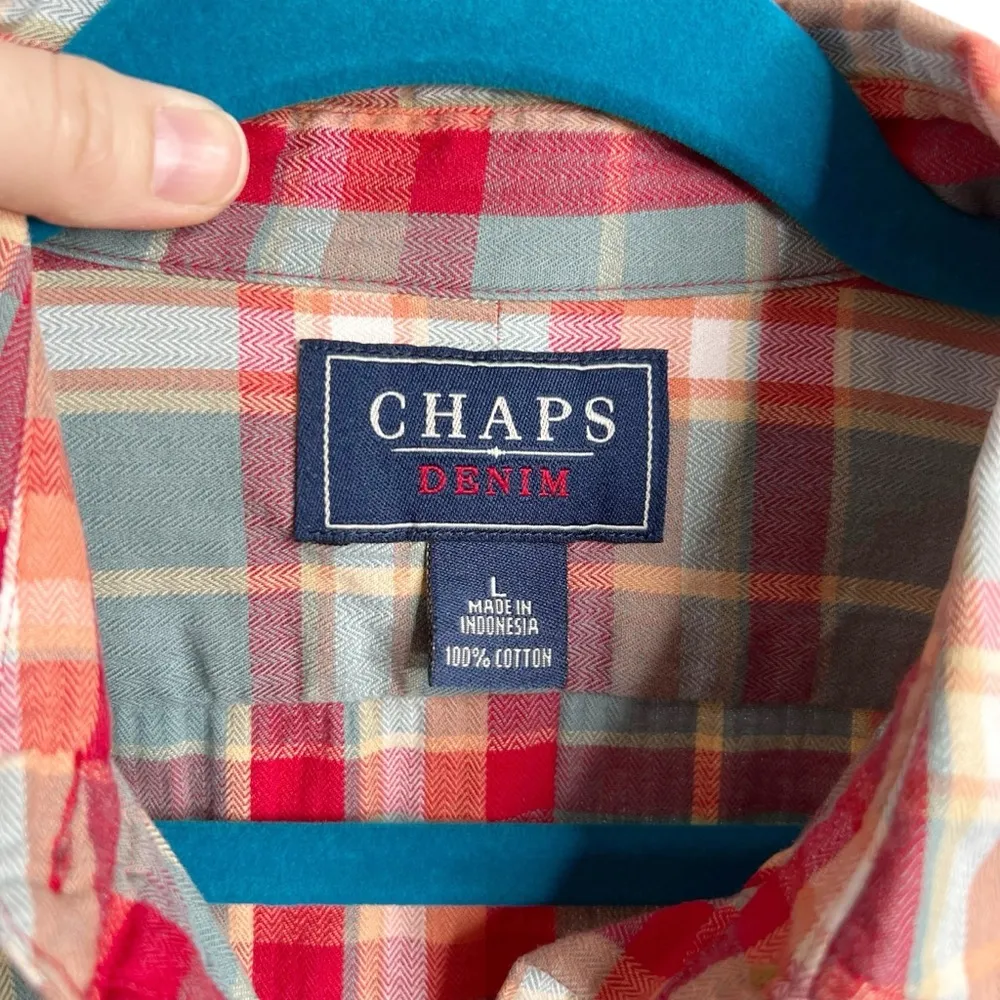 CHAPS
DENIM
L
MADE IN
INDONESIA
100% COTTON